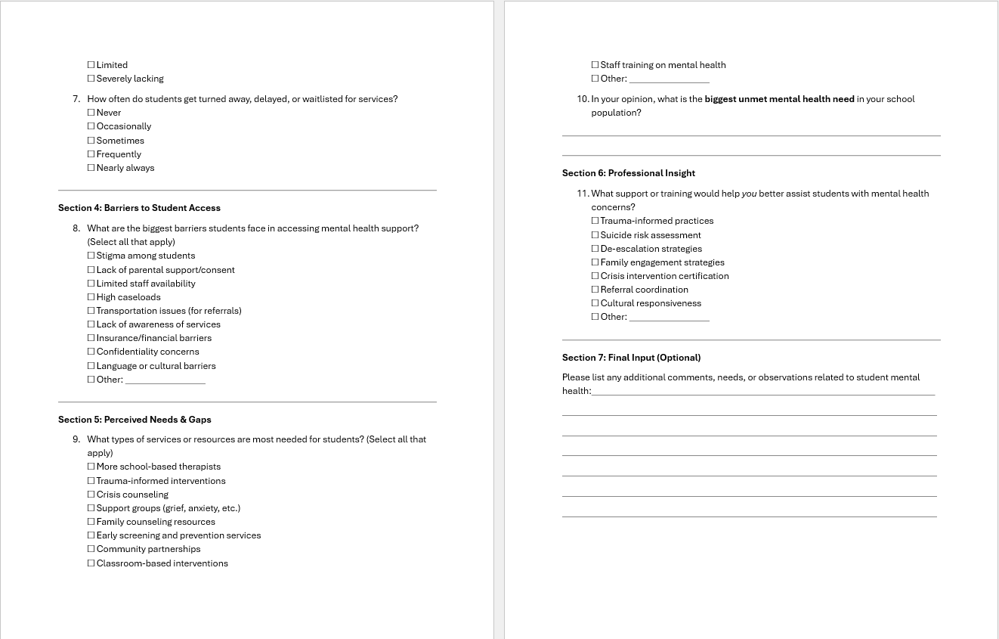 ☐ Limited
☐ Severely lacking
7. How often do students get turned away, delayed, or waitlisted for services?
☐ Never
☐ Occasionally
☐ Sometimes
☐ Frequently
☐ Nearly always
Section 4: Barriers to Student Access
8. What are the biggest barriers students face in accessing mental health support?
(Select all that apply)
☐ Stigma among students
☐ Lack of parental support/consent
☐ Limited staff availability
☐ High caseloads
☐ Transportation issues (for referrals)
☐ Lack of awareness of services
☐ Insurance/financial barriers
☐ Confidentiality concerns
☐ Language or cultural barriers
☐ Other: ________________
Section 5: Perceived Needs & Gaps
9. What types of services or resources are most needed for students? (Select all that
apply)
☐ More school-based therapists
☐ Trauma-informed interventions
☐ Crisis counseling
☐ Support groups (grief, anxiety, etc.)
☐ Family counseling resources
☐ Early screening and prevention services
☐ Community partnerships
☐ Classroom-based interventions
☐ Staff training on mental health
☐ Other: ________________
10. In your opinion, what is the biggest unmet mental health need in your school
population?
Section 6: Professional Insight
11. What support or training would help you better assist students with mental health
concerns?
☐ Trauma-informed practices
☐ Suicide risk assessment
☐ De-escalation strategies
☐ Family engagement strategies
☐ Crisis intervention certification
☐ Referral coordination
☐ Cultural responsiveness
☐ Other: ________________
Section 7: Final Input (Optional)
Please list any additional comments, needs, or observations related to student mental
health: